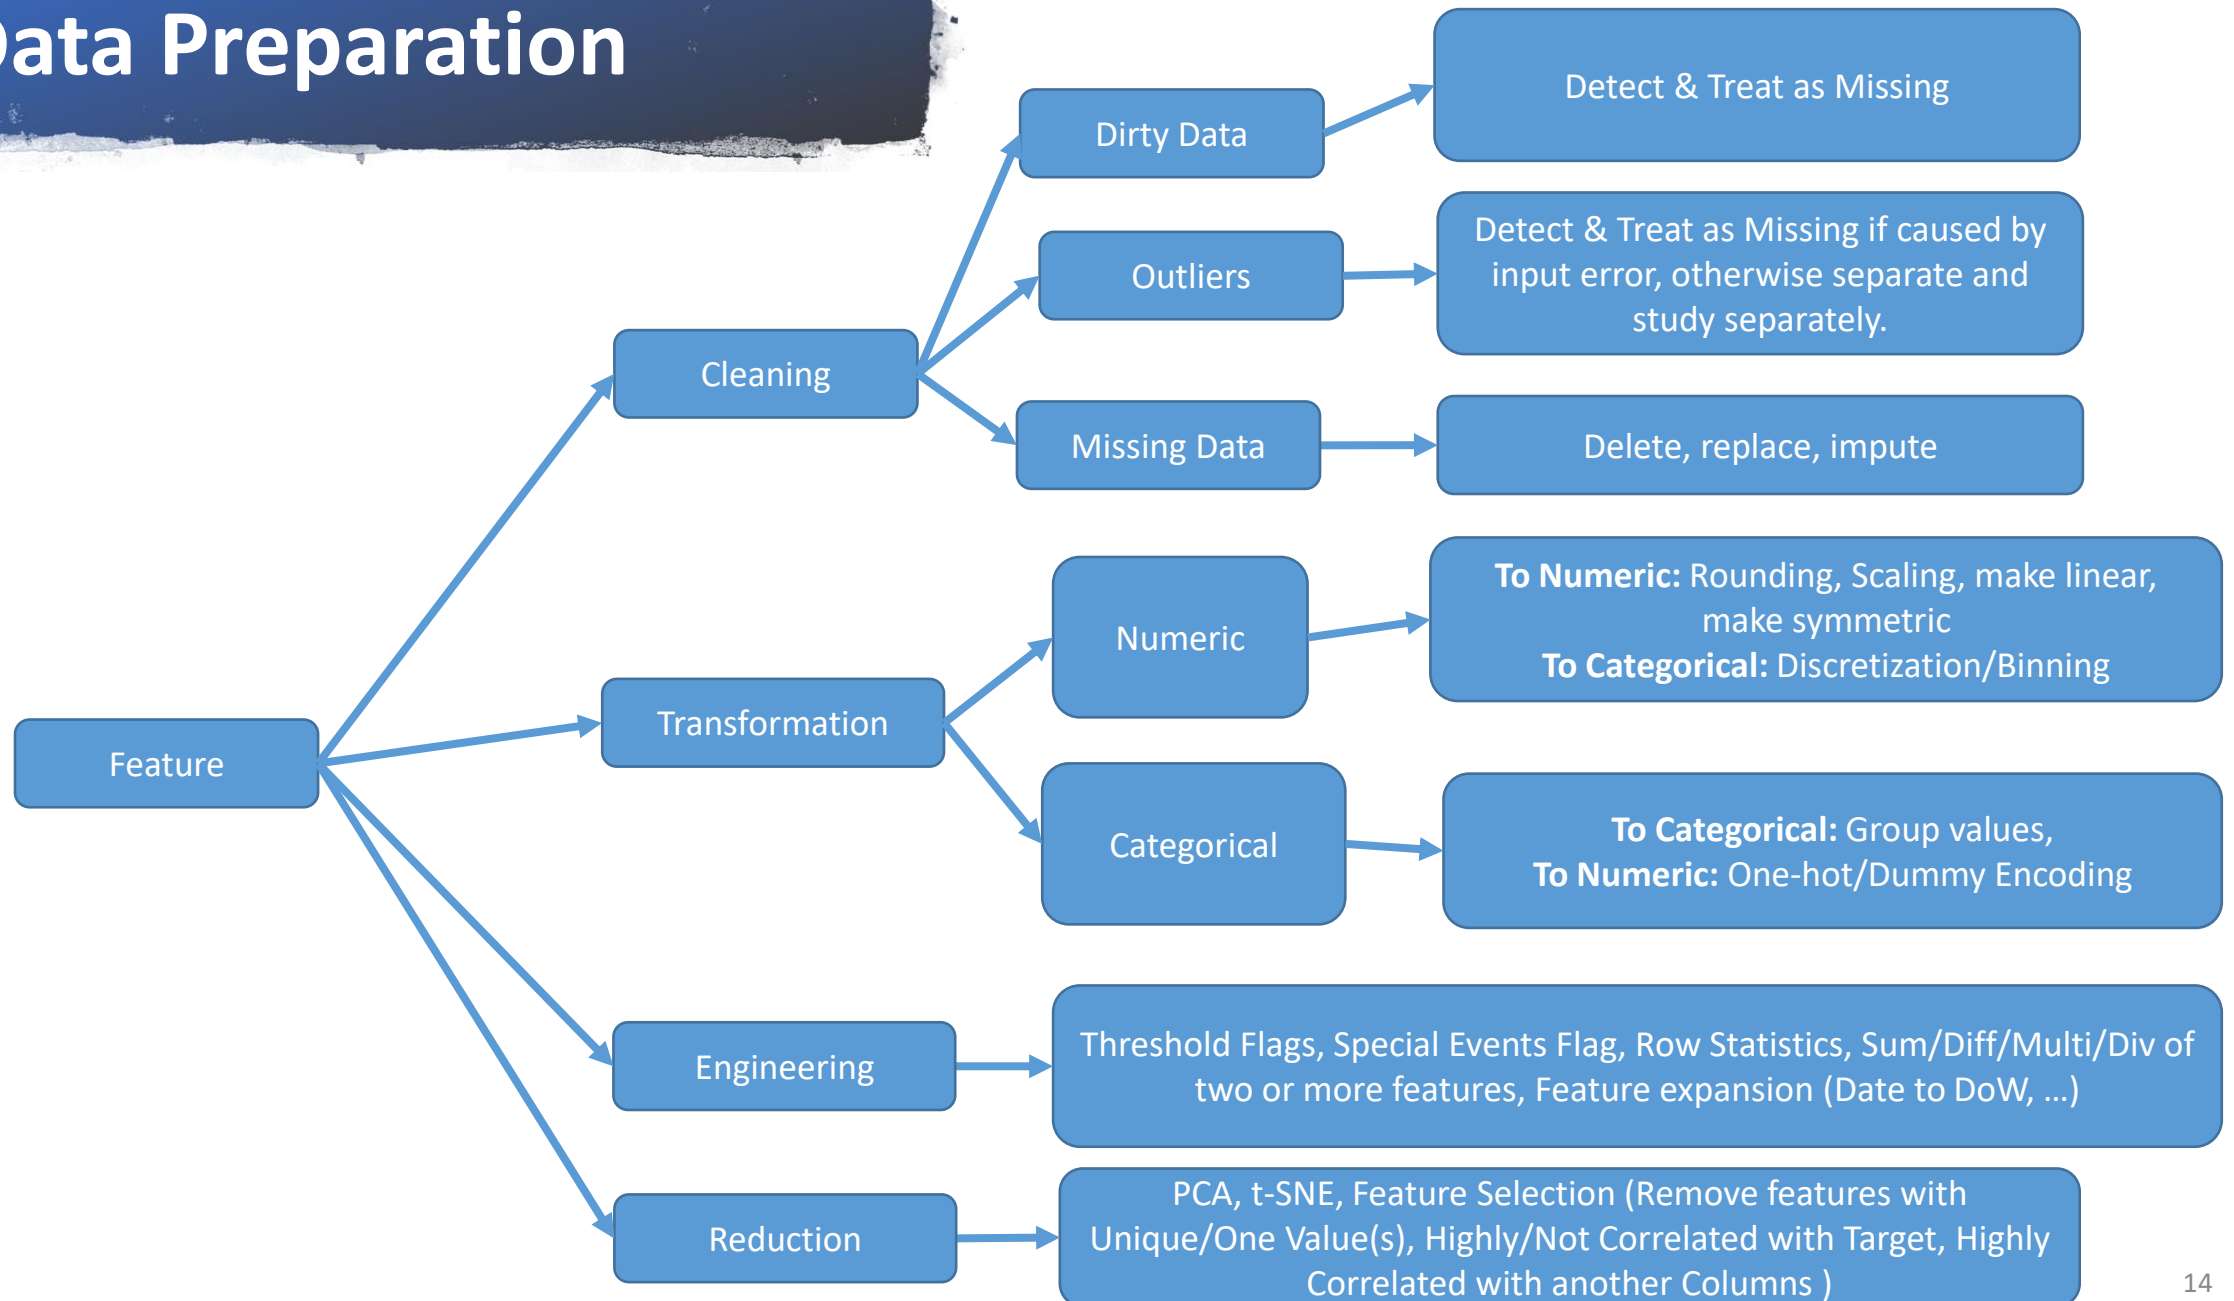 Data Preparation
Detect & Treat as Missing
Dirty Data
Detect & Treat as Missing if caused by
input error, otherwise separate and
study separately.
Outliers
Cleaning
Missing Data
Delete, replace, impute
To Numeric: Rounding, Scaling, make linear,
make symmetric
To Categorical: Discretization/Binning
Numeric
Transformation
Feature
Categorical
To Categorical: Group values,
To Numeric: One-hot/Dummy Encoding
Engineering
Threshold Flags, Special Events Flag, Row Statistics, Sum/Diff/Multi/Div of
two or more features, Feature expansion (Date to DoW, …)
Reduction
PCA, t-SNE, Feature Selection (Remove features with
Unique/One Value(s), Highly/Not Correlated with Target, Highly
Correlated with another Columns )
14